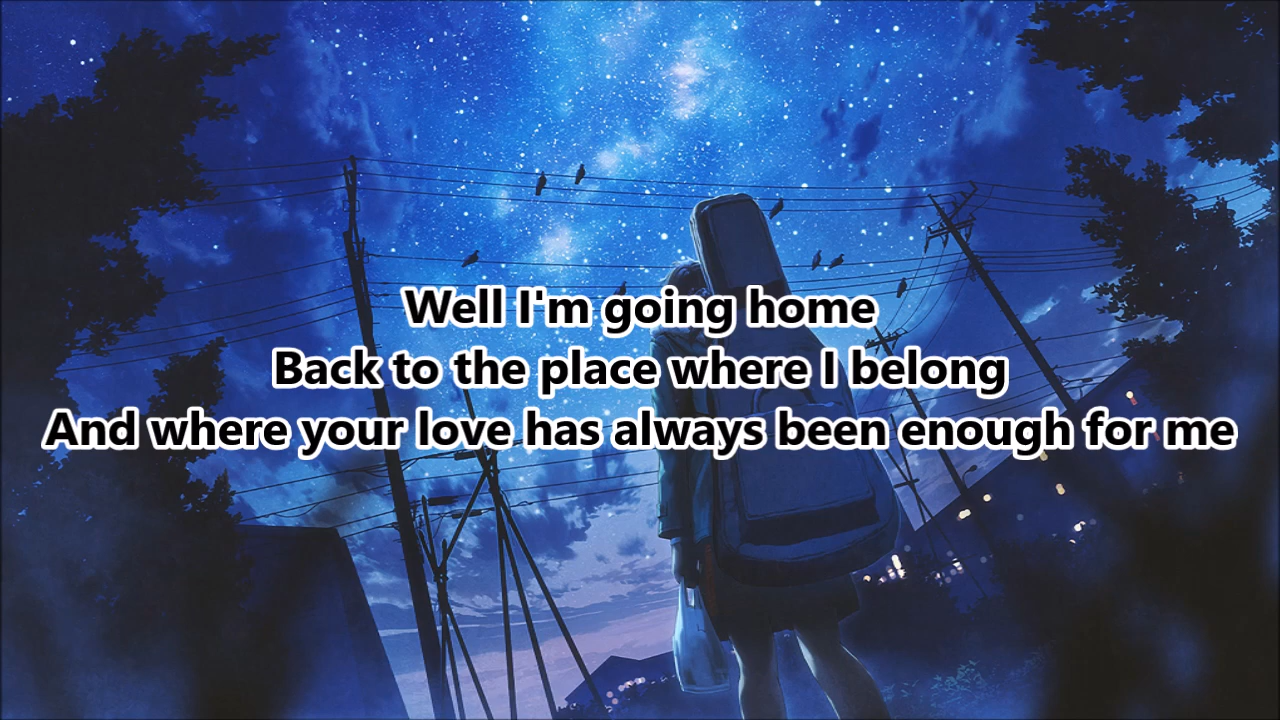 Well I'm going home
Back to the place where I belong
And where your love has always been enough for me